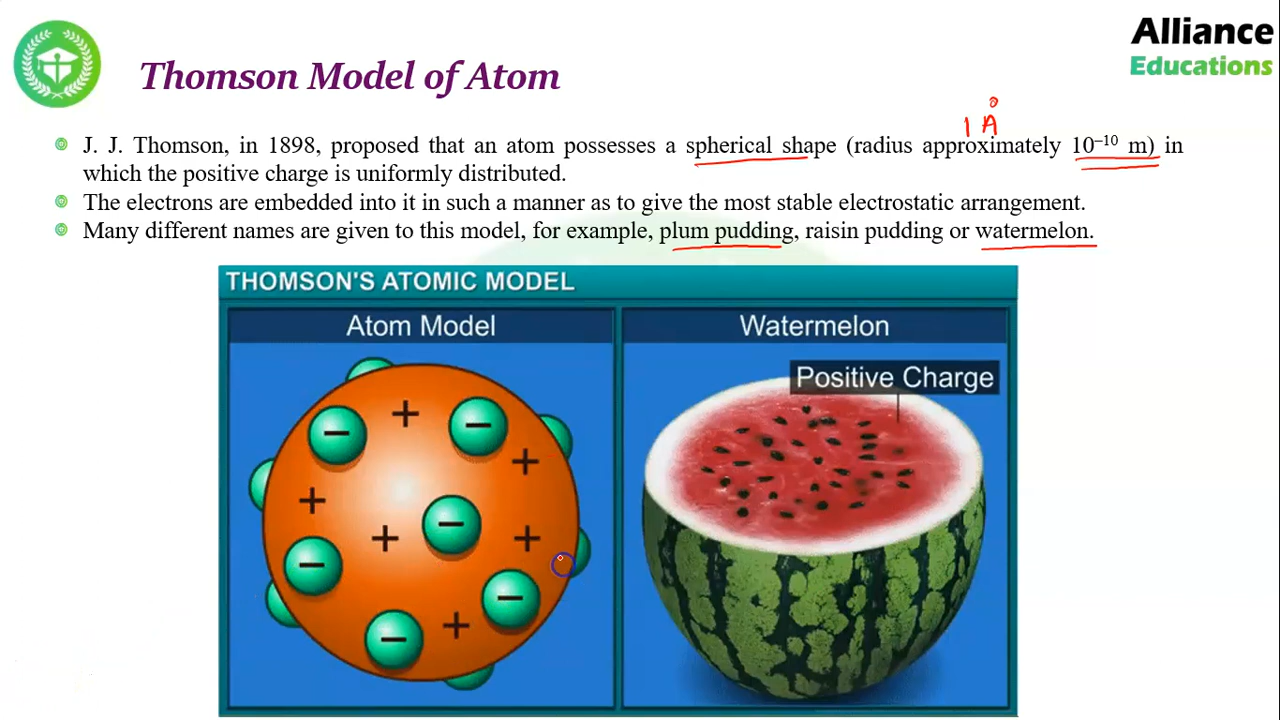 Alliance
Educations
Thomson Model of Atom
1 Å
J. J. Thomson, in 1898, proposed that an atom possesses a spherical shape (radius approximately 10⁻¹⁰ m) in
which the positive charge is uniformly distributed.
The electrons are embedded into it in such a manner as to give the most stable electrostatic arrangement.
Many different names are given to this model, for example, plum pudding, raisin pudding or watermelon.
THOMSON'S ATOMIC MODEL
Atom Model
Watermelon
Positive Charge
− + −
+
+
+ − +
− −
− +